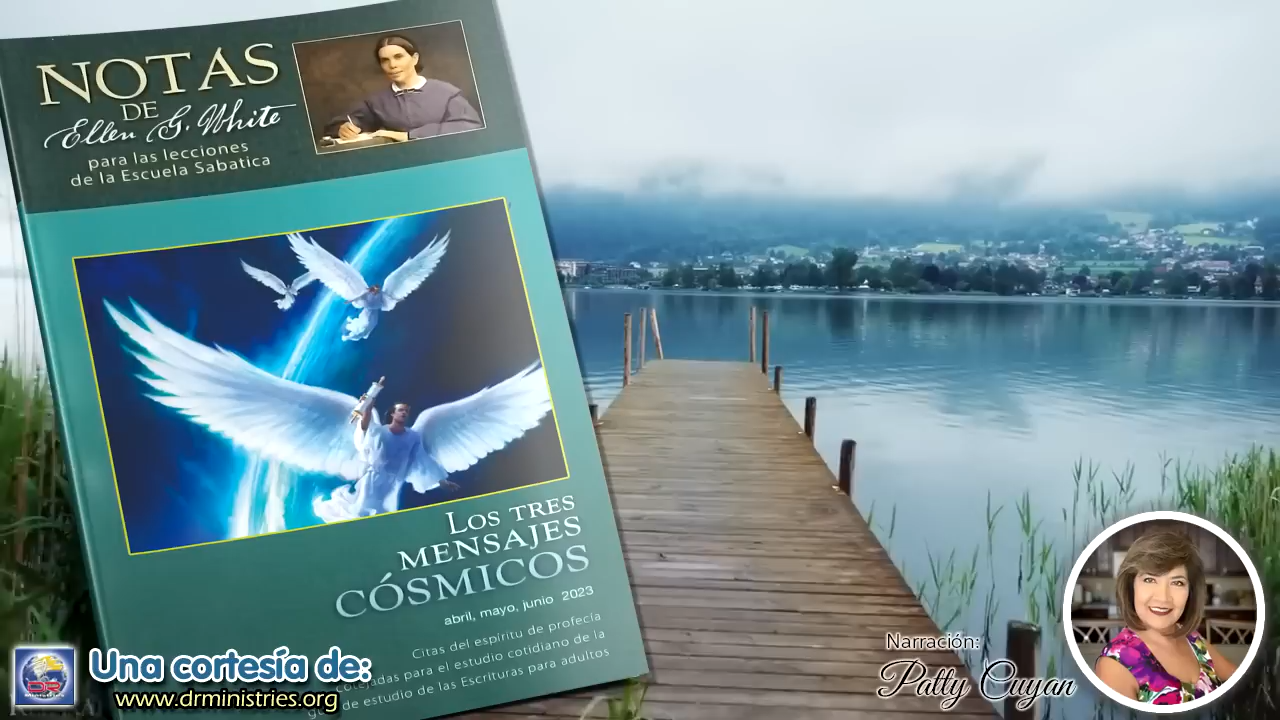 NOTAS
DE
Ellen G. White
para las lecciones
de la Escuela Sabatica
LOS TRES
MENSAJES
CÓSMICOS
abril, mayo, junio 2023
Citas del espíritu de profecía
cotejadas para el estudio cotidiano de la
de estudio de las Escrituras para adultos
Una cortesía de:
www.drministries.org
DR
Ministries
Narración:
Patty Cuyan